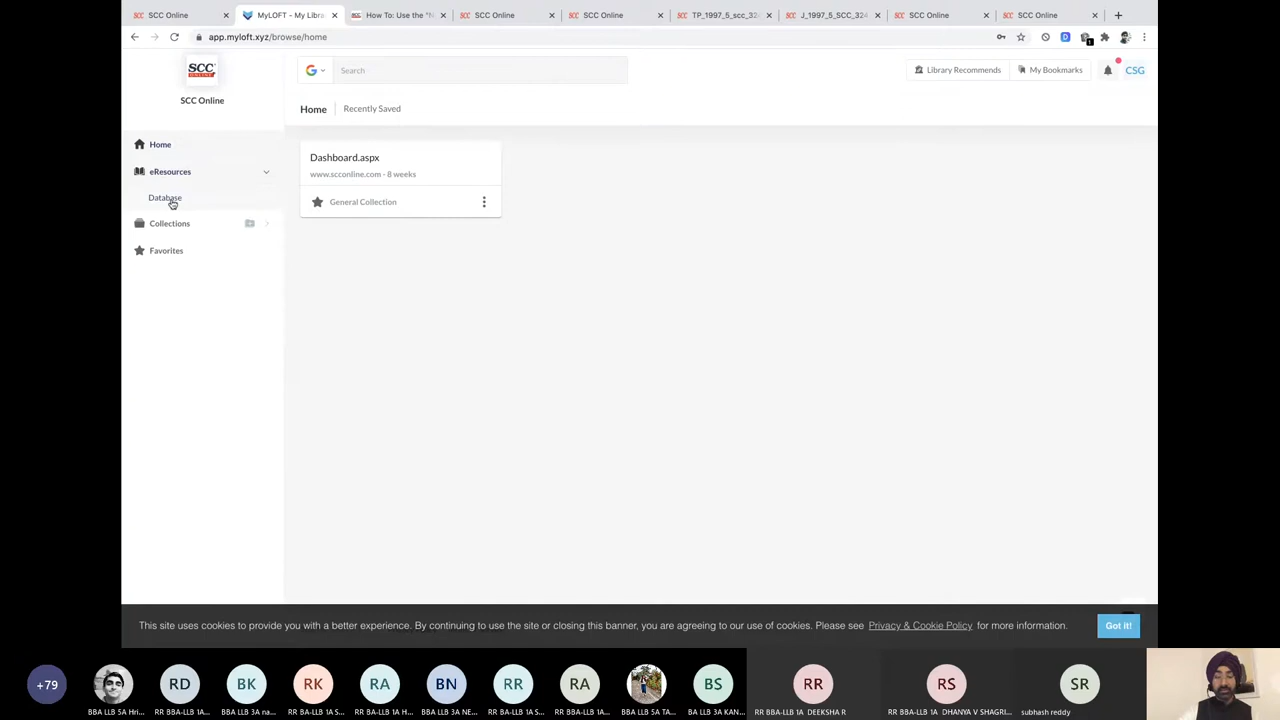 SCC Online
MyLOFT - My Libra
How To: Use the "N
SCC Online
SCC Online
TP_1997_5_scc_32
J_1997_5_SCC_324
SCC Online
SCC Online
app.myloft.xyz/browse/home
SCC ONLINE
SCC Online
G
Search
Library Recommends
My Bookmarks
CSG
Home
Recently Saved
Home
eResources
Database
Collections
Favorites
Dashboard.aspx
www.scconline.com - 8 weeks
General Collection
This site uses cookies to provide you with a better experience. By continuing to use the site or closing this banner, you are agreeing to our use of cookies. Please see Privacy & Cookie Policy for more information.
Got it!
+79
RD
BK
RK
RA
BN
RR
RA
BS
RR
RS
SR
BBA LLB 5A Hri...
RR BBA-LLB 1A...
BBA LLB 3A na...
RR BA-LLB 1A S...
RR BBA-LLB 1A H...
BBA LLB 3A NE...
RR BBA LLB 1A S...
RR BBA-LLB 1A...
BBA LLB 5A TA...
BA LLB 3A KAN...
RR BBA-LLB 1A DEEKSHA R
RR BBA-LLB 1A DHANYA V SHAGRI...
subhash reddy